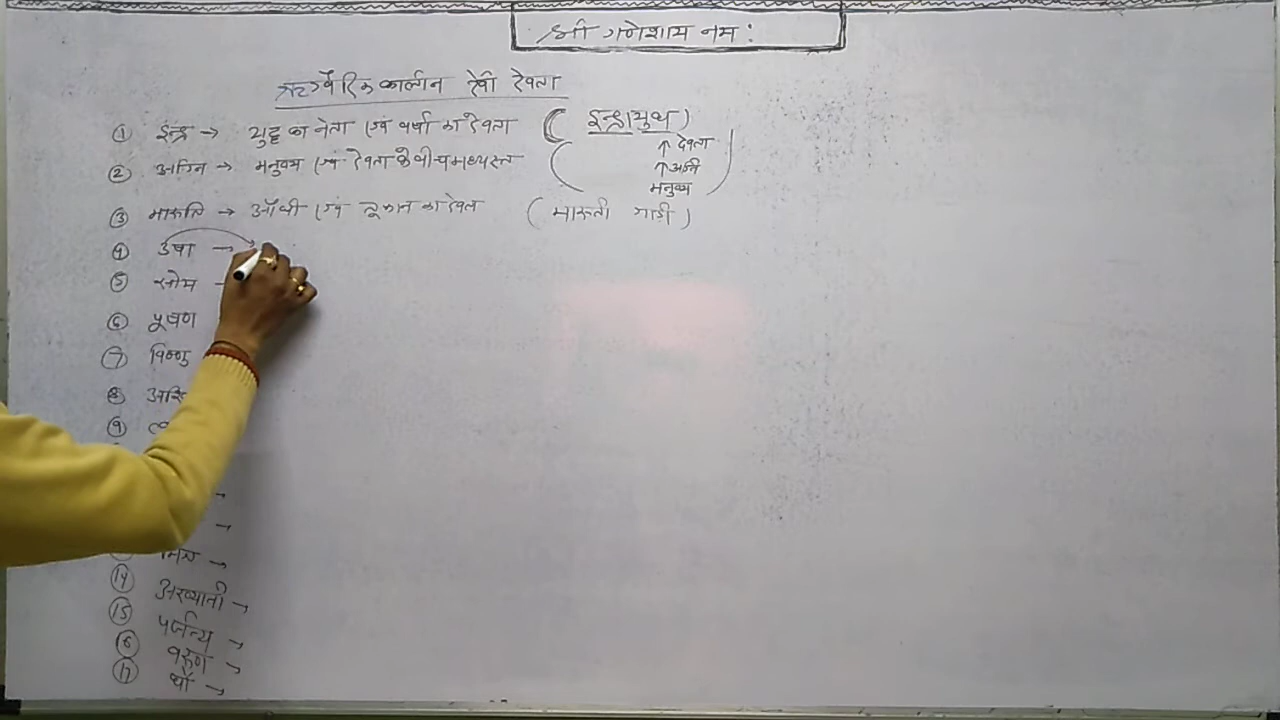 श्री गणेशाय नम:
ऋग्वैदिक कालीन देवी देवता
① इन्द्र → युद्ध का नेता एवं वर्षा का देवता ( इन्द्रायुध )
↑ देवता
② अग्नि → मनुष्य एवं देवता के बीच मध्यस्त
↑ अग्नि
मनुष्य
③ मारूति → आँधी एवं तूफान का देवता ( मारूती गाड़ी )
④ उषा →
⑤ सोम
⑥ पूषण
⑦ विष्णु
⑧
⑨
मित्र →
⑭ अरण्यानी →
⑮ पर्जन्य →
⑯ वरूण →
⑰ धौ →